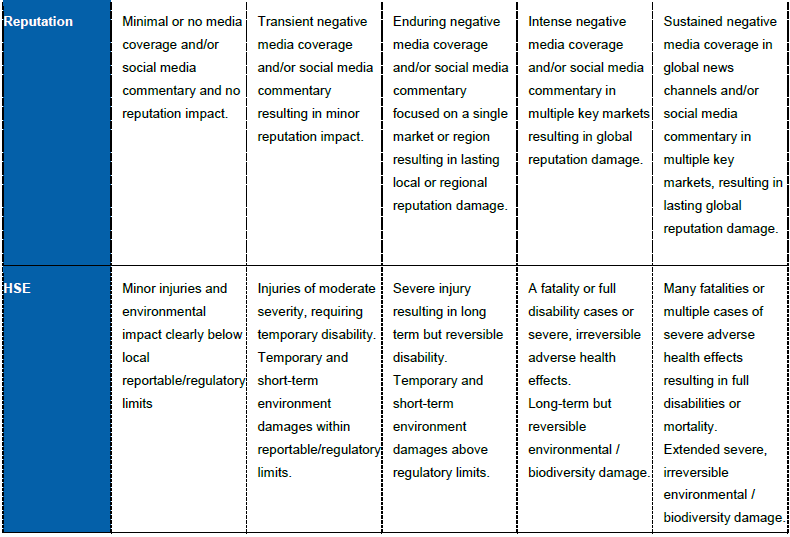 Reputation
Minimal or no media
coverage and/or
social media
commentary and no
reputation impact.
Transient negative
media coverage
and/or social media
commentary
resulting in minor
reputation impact.
Enduring negative
media coverage
and/or social media
commentary
focused on a single
market or region
resulting in lasting
local or regional
reputation damage.
Intense negative
media coverage
and/or social media
commentary in
multiple key markets
resulting in global
reputation damage.
Sustained negative
media coverage in
global news
channels and/or
social media
commentary in
multiple key
markets, resulting in
lasting global
reputation damage.
HSE
Minor injuries and
environmental
impact clearly below
local
reportable/regulatory
limits
Injuries of moderate
severity, requiring
temporary disability.
Temporary and
short-term
environment
damages within
reportable/regulatory
limits.
Severe injury
resulting in long
term but reversible
disability.
Temporary and
short-term
environment
damages above
regulatory limits.
A fatality or full
disability cases or
severe, irreversible
adverse health
effects.
Long-term but
reversible
environmental /
biodiversity damage.
Many fatalities or
multiple cases of
severe adverse
health effects
resulting in full
disabilities or
mortality.
Extended severe,
irreversible
environmental /
biodiversity damage.